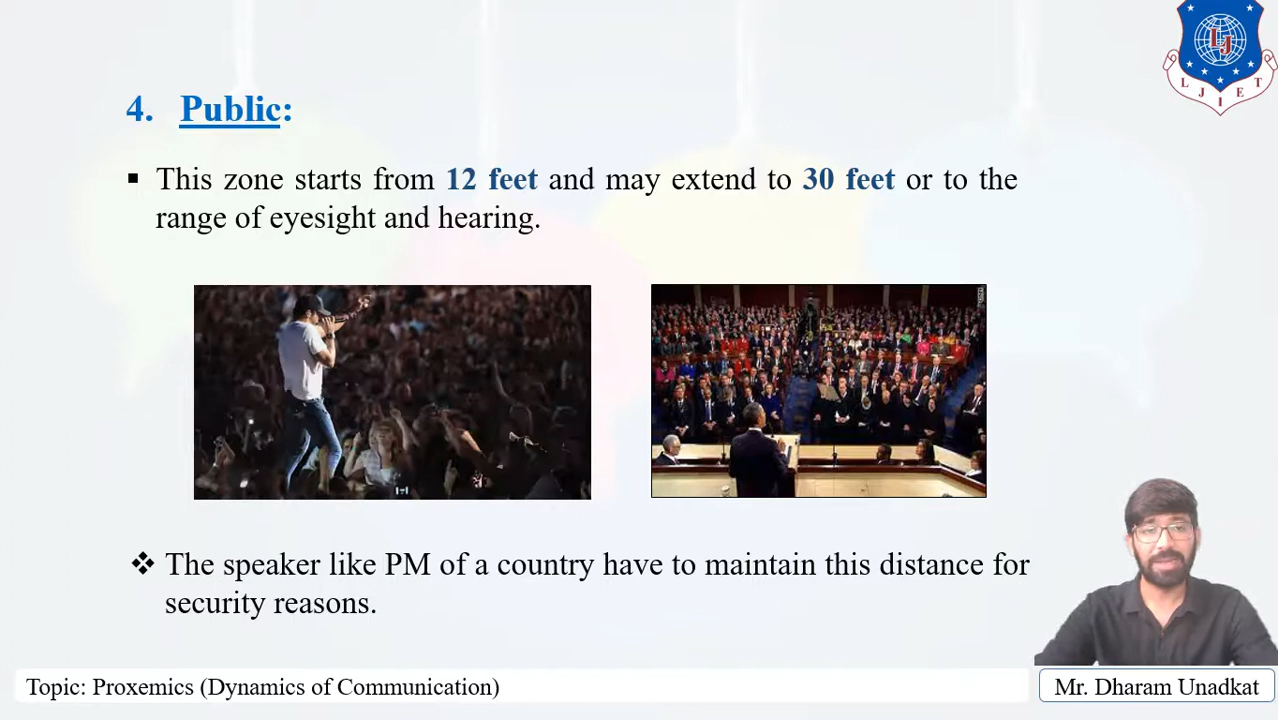 L J I E T
LJ
4. Public:
▪ This zone starts from 12 feet and may extend to 30 feet or to the
range of eyesight and hearing.
❖ The speaker like PM of a country have to maintain this distance for
security reasons.
Topic: Proxemics (Dynamics of Communication)
Mr. Dharam Unadkat